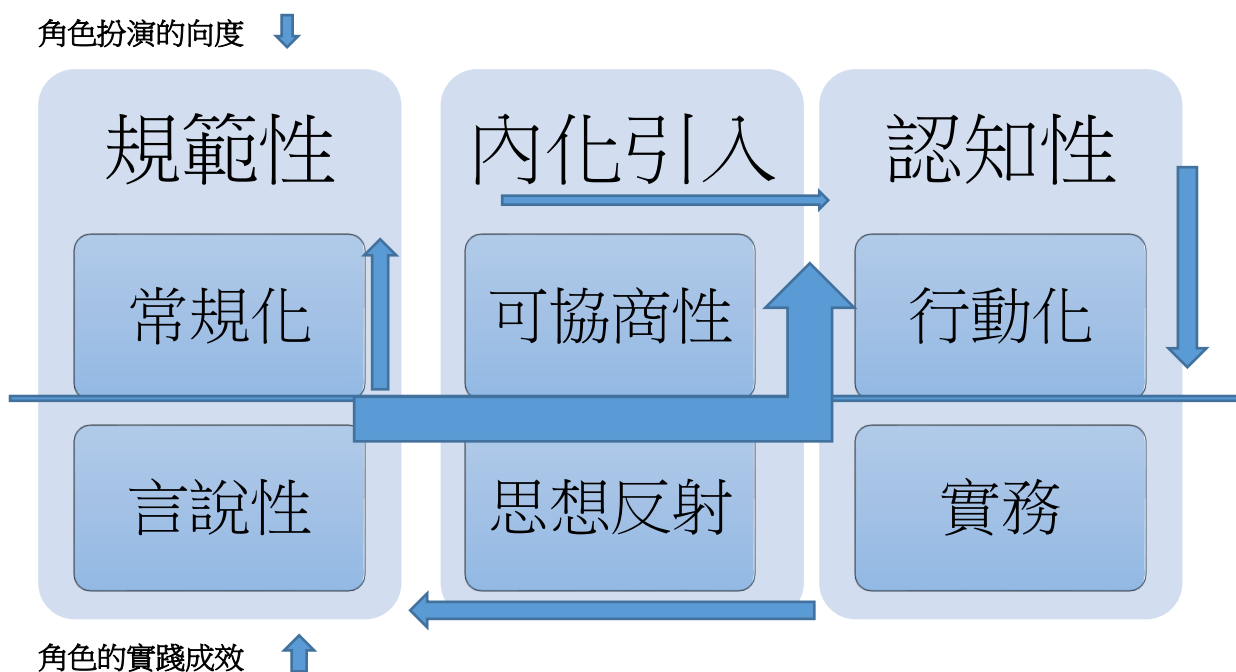 角色扮演的向度
規範性
內化引入
認知性
常規化
可協商性
行動化
言說性
思想反射
實務
角色的實踐成效